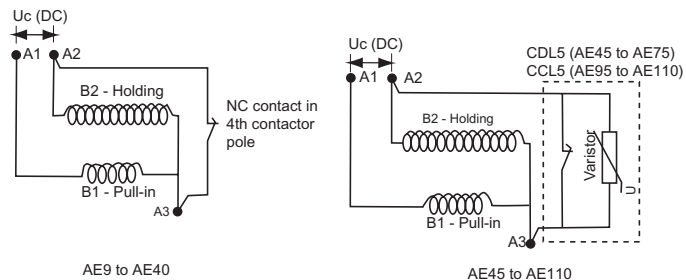 Uc (DC)
A1
A2
B2 - Holding
NC contact in
4th contactor
pole
B1 - Pull-in
A3
AE9 to AE40
Uc (DC)
A1
A2
CDL5 (AE45 to AE75)
CCL5 (AE95 to AE110)
B2 - Holding
Varistor
U
B1 - Pull-in
A3
AE45 to AE110